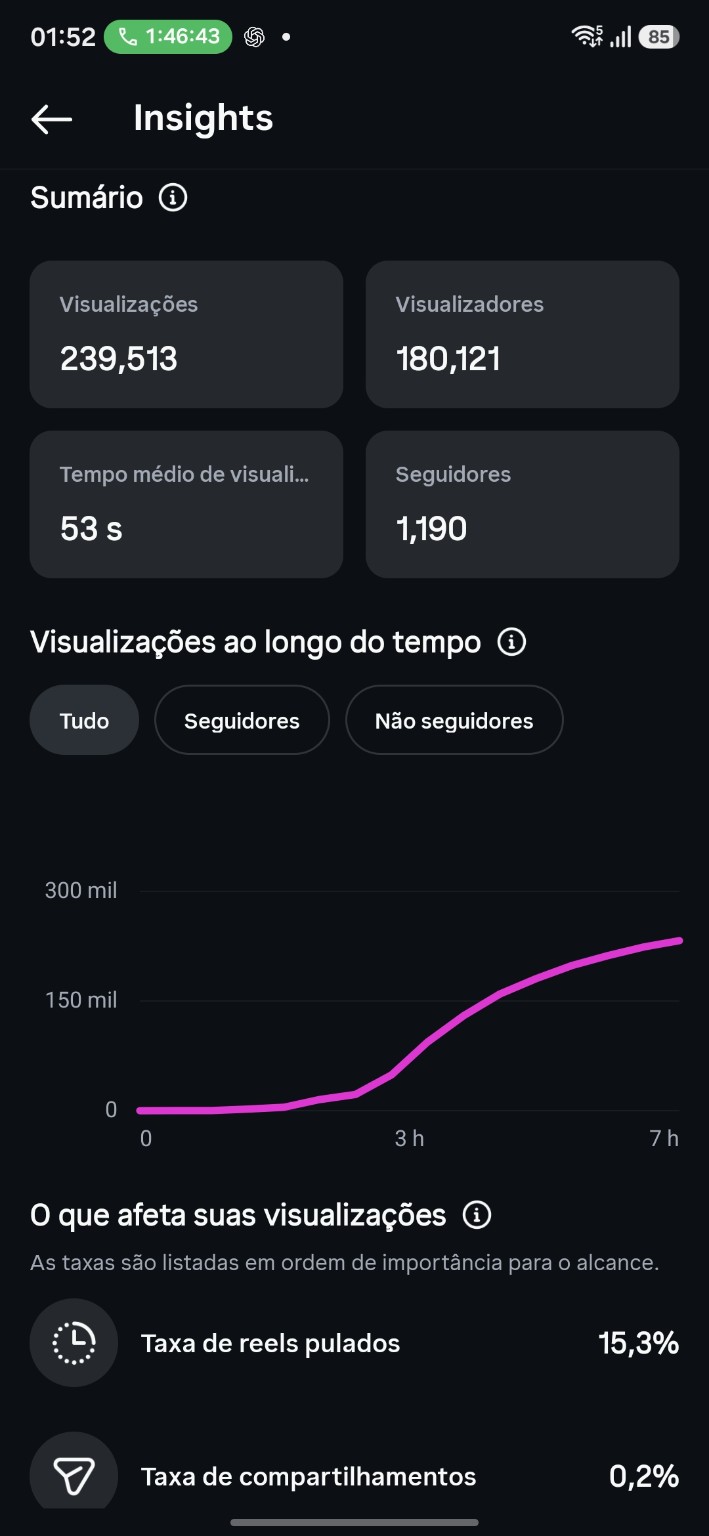 01:52 1:46:43 5 85
Insights
Sumário
Visualizações Visualizadores
239,513 180,121
Tempo médio de visuali... Seguidores
53 s 1,190
Visualizações ao longo do tempo
Tudo Seguidores Não seguidores
300 mil
150 mil
0
0 3 h 7 h
O que afeta suas visualizações
As taxas são listadas em ordem de importância para o alcance.
Taxa de reels pulados 15,3%
Taxa de compartilhamentos 0,2%